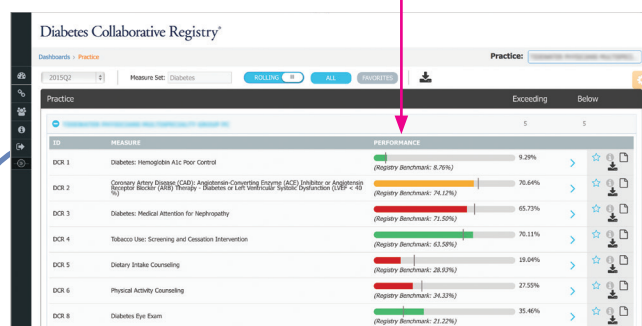 Diabetes Collaborative Registry®
Dashboards > Practice
Practice:
2015Q2 Measure Set: Diabetes ROLLING ALL FAVORITES
Practice Exceeding Below
5 5
ID MEASURE PERFORMANCE
DCR 1 Diabetes: Hemoglobin A1c Poor Control 9.29%
(Registry Benchmark: 8.76%)
Coronary Artery Disease (CAD): Angiotensin-Converting Enzyme (ACE) Inhibitor or Angiotensin
DCR 2 Receptor Blocker (ARB) Therapy - Diabetes or Left Ventricular Systolic Dysfunction (LVEF < 40 70.64%
%) (Registry Benchmark: 74.12%)
DCR 3 Diabetes: Medical Attention for Nephropathy 65.73%
(Registry Benchmark: 71.50%)
DCR 4 Tobacco Use: Screening and Cessation Intervention 70.11%
(Registry Benchmark: 63.58%)
DCR 5 Dietary Intake Counseling 19.04%
(Registry Benchmark: 28.93%)
DCR 6 Physical Activity Counseling 27.55%
(Registry Benchmark: 34.33%)
DCR 8 Diabetes Eye Exam 35.46%
(Registry Benchmark: 21.22%)